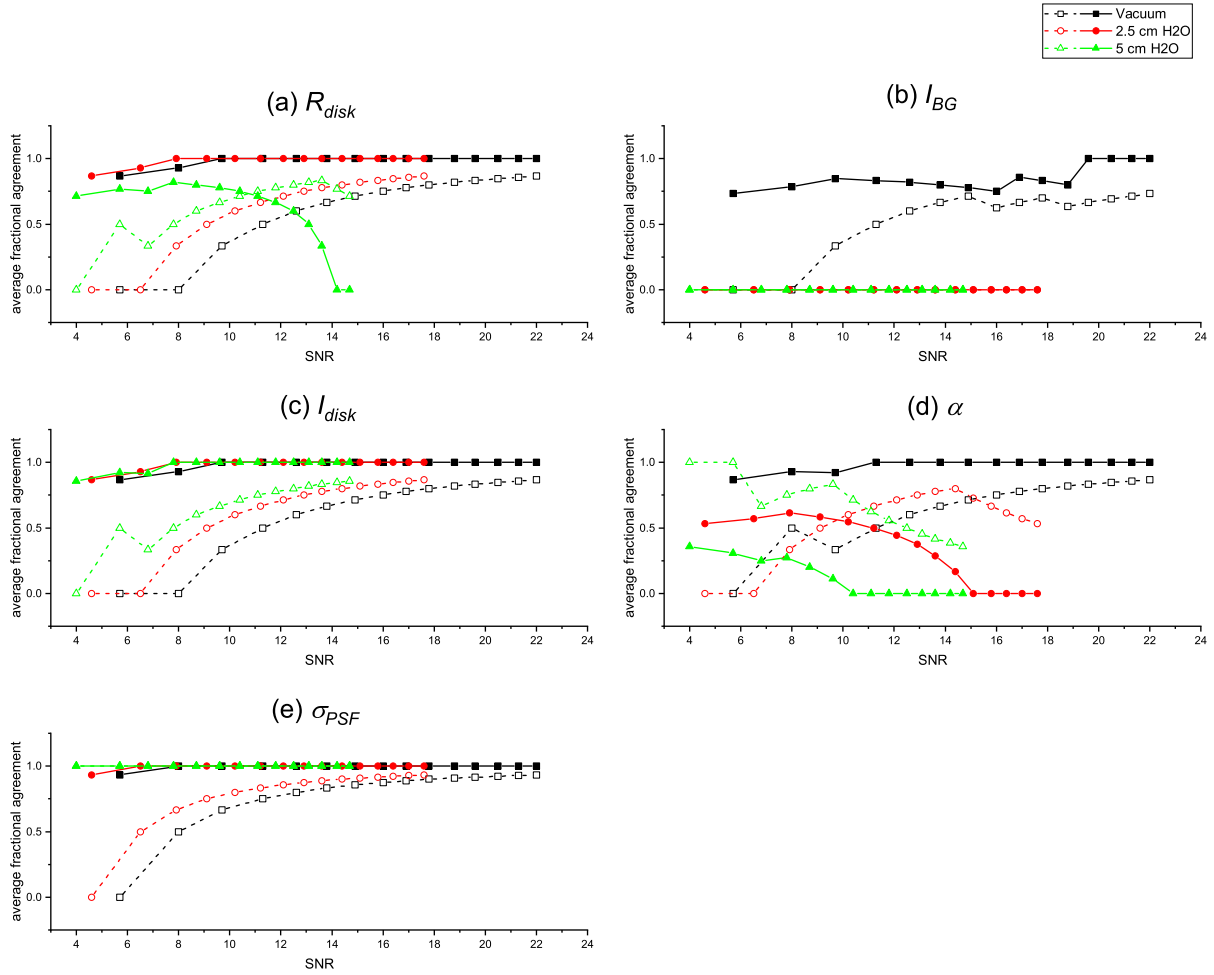 Vacuum
2.5 cm H2O
5 cm H2O
(a) R_disk
average fractional agreement
1.0
0.5
0.0
4 6 8 10 12 14 16 18 20 22 24
SNR
(b) I_BG
average fractional agreement
1.0
0.5
0.0
4 6 8 10 12 14 16 18 20 22 24
SNR
(c) I_disk
average fractional agreement
1.0
0.5
0.0
4 6 8 10 12 14 16 18 20 22 24
SNR
(d) α
average fractional agreement
1.0
0.5
0.0
4 6 8 10 12 14 16 18 20 22 24
SNR
(e) σ_PSF
average fractional agreement
1.0
0.5
0.0
4 6 8 10 12 14 16 18 20 22 24
SNR